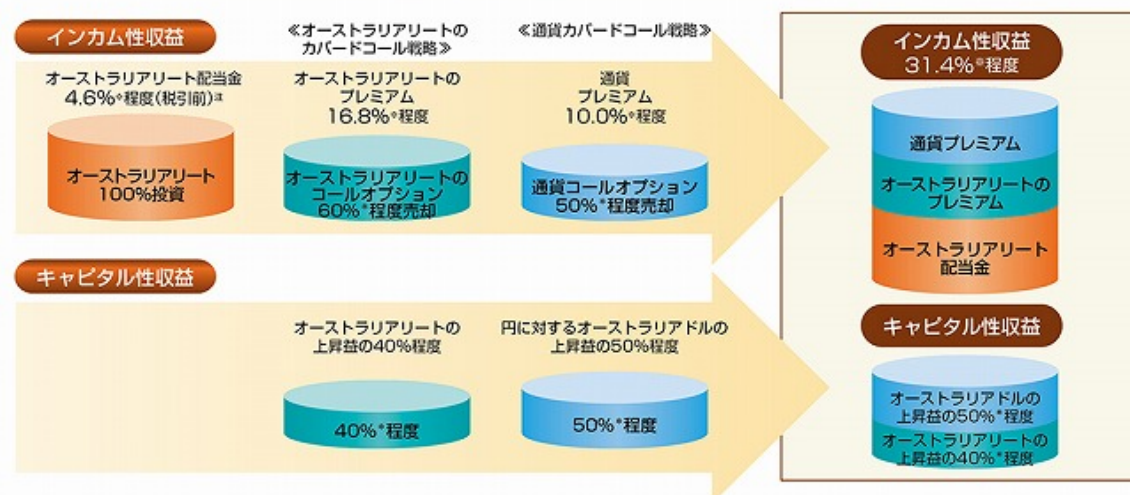 インカム性収益
オーストラリアリート配当金
4.6%*程度(税引前)注
オーストラリアリート
100%投資
≪オーストラリアリートの
カバードコール戦略≫
オーストラリアリートの
プレミアム
16.8%*程度
オーストラリアリートの
コールオプション
60%*程度売却
≪通貨カバードコール戦略≫
通貨
プレミアム
10.0%*程度
通貨コールオプション
50%*程度売却
キャピタル性収益
オーストラリアリートの
上昇益の40%程度
40%*程度
円に対するオーストラリアドルの
上昇益の50%程度
50%*程度
インカム性収益
31.4%*程度
通貨プレミアム
オーストラリアリートの
プレミアム
オーストラリアリート
配当金
キャピタル性収益
オーストラリアドルの
上昇益の50%*程度
オーストラリアリートの
上昇益の40%*程度